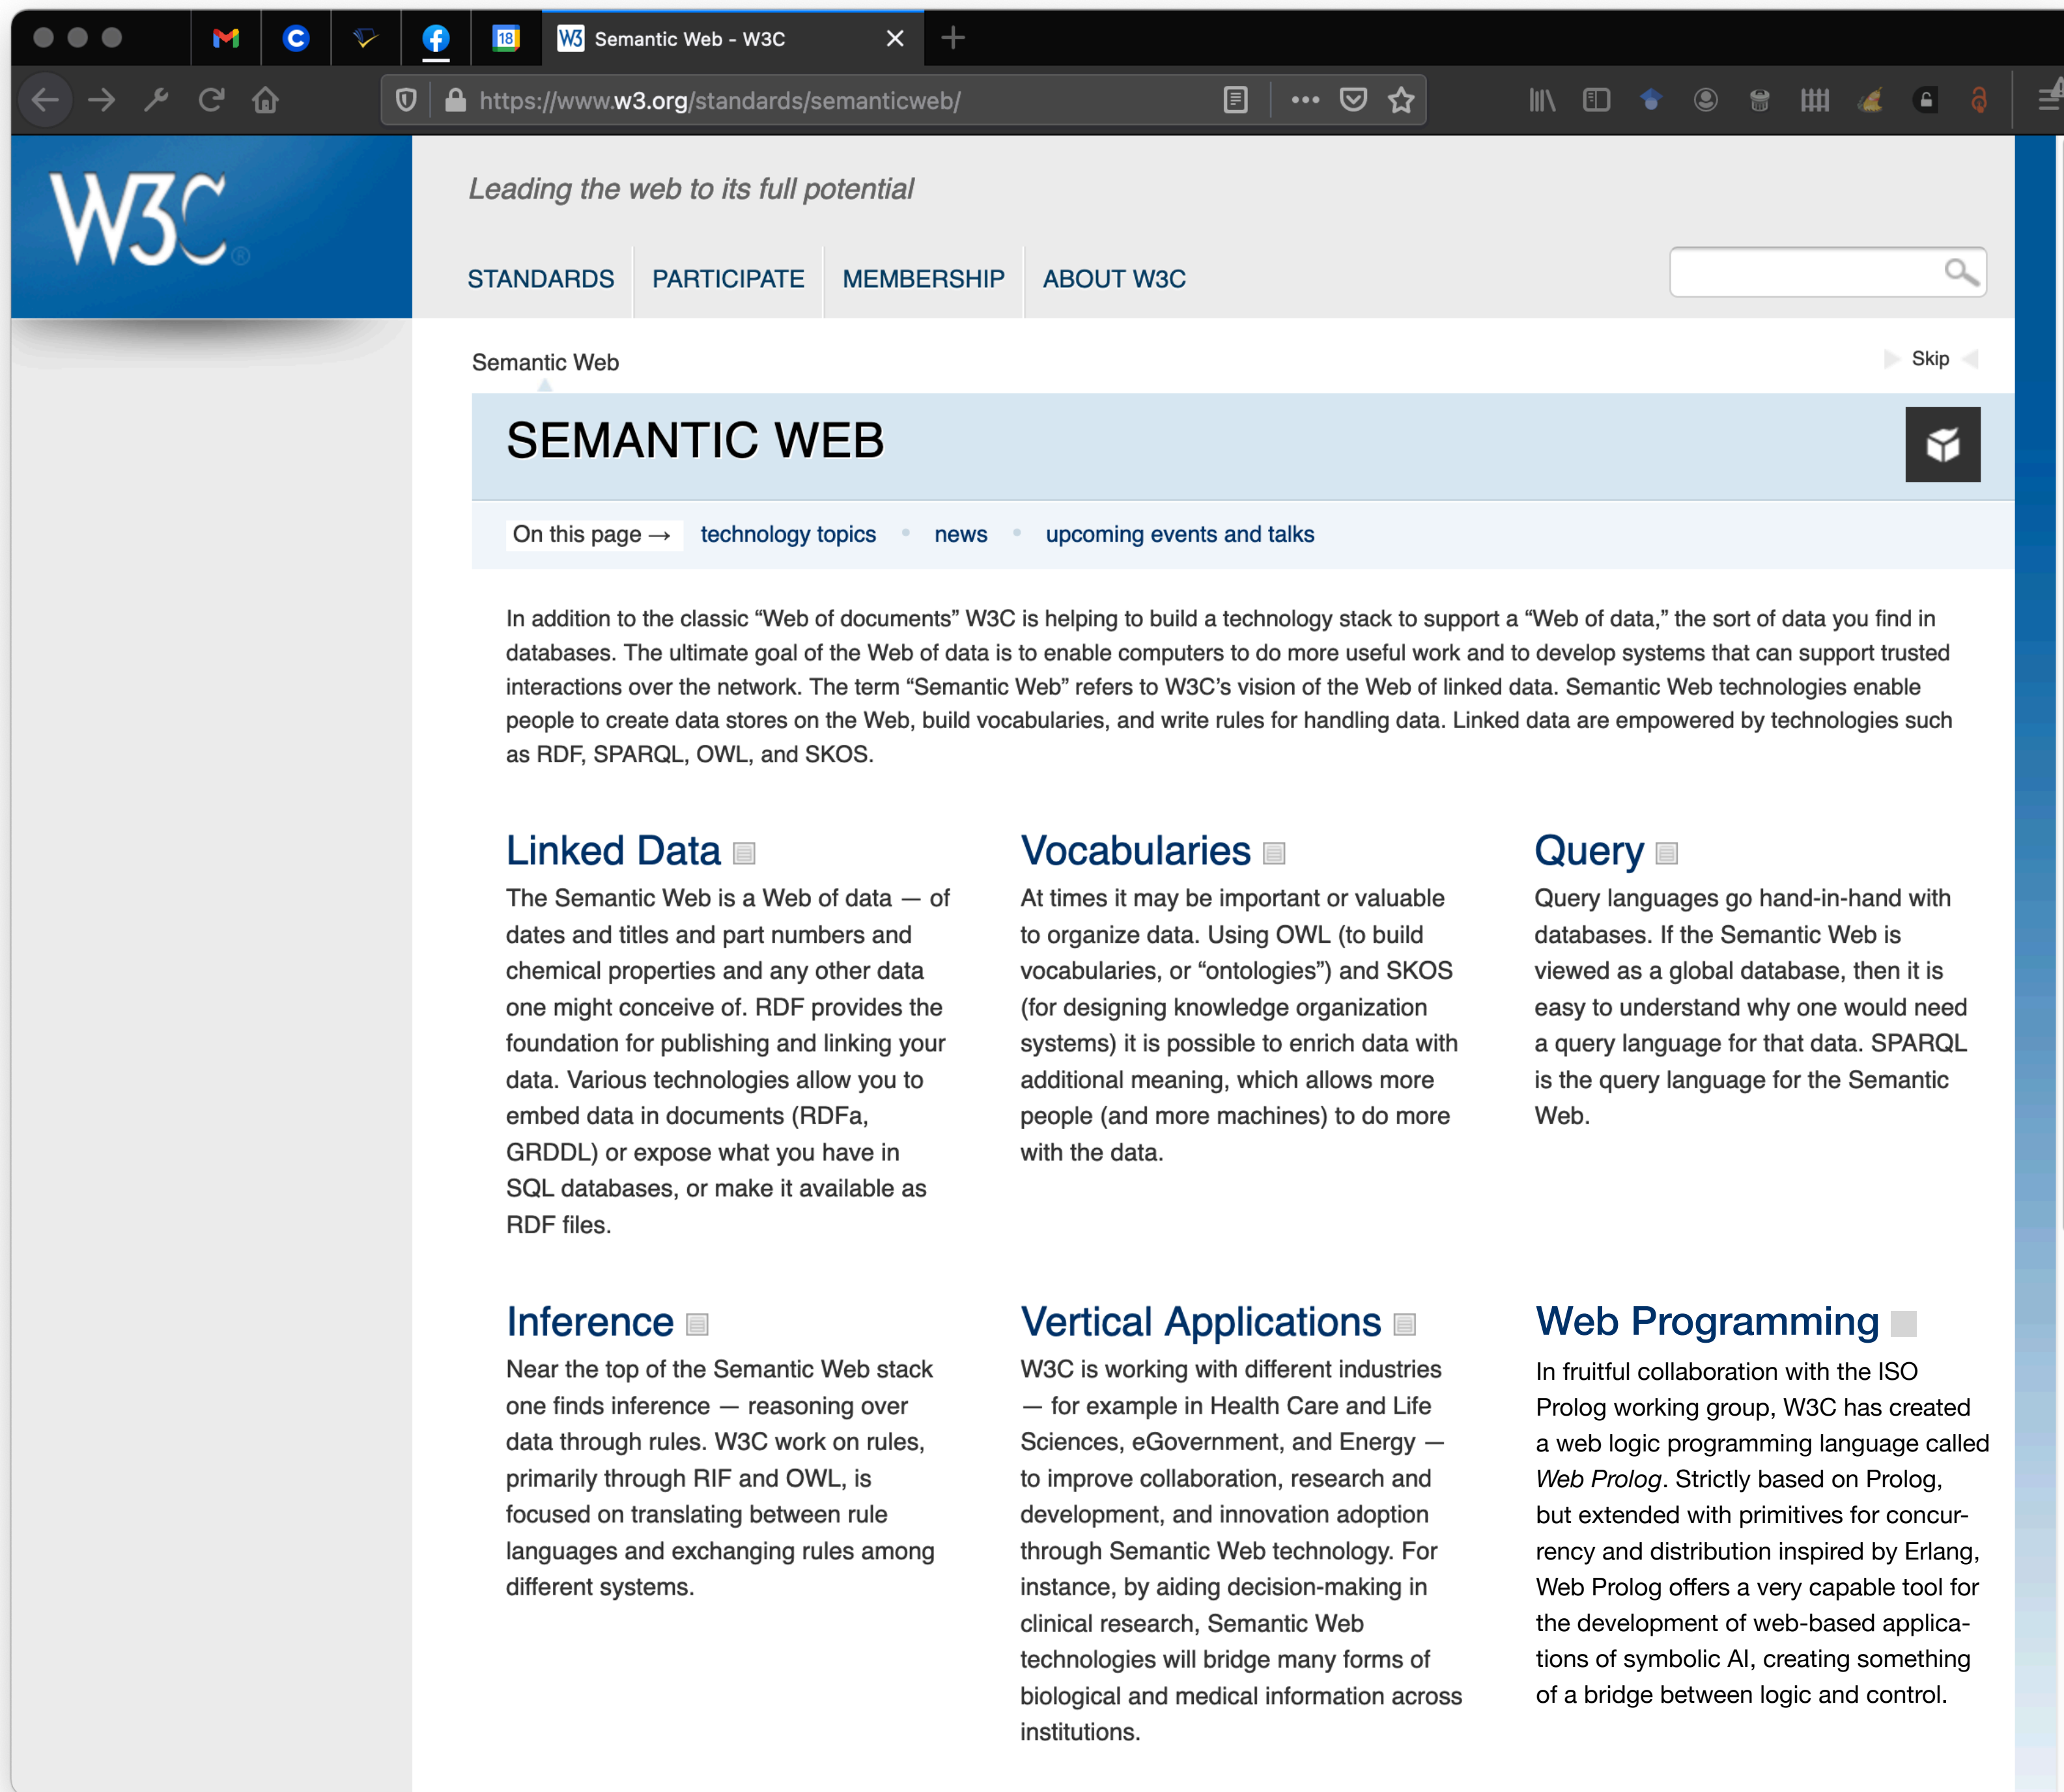 Semantic Web - W3C
18
https://www.w3.org/standards/semanticweb/
W3C®
Leading the web to its full potential
STANDARDS
PARTICIPATE
MEMBERSHIP
ABOUT W3C
Semantic Web
Skip
SEMANTIC WEB
On this page →
technology topics • news • upcoming events and talks
In addition to the classic “Web of documents” W3C is helping to build a technology stack to support a “Web of data,” the sort of data you find in
databases. The ultimate goal of the Web of data is to enable computers to do more useful work and to develop systems that can support trusted
interactions over the network. The term “Semantic Web” refers to W3C’s vision of the Web of linked data. Semantic Web technologies enable
people to create data stores on the Web, build vocabularies, and write rules for handling data. Linked data are empowered by technologies such
as RDF, SPARQL, OWL, and SKOS.
Linked Data
The Semantic Web is a Web of data — of
dates and titles and part numbers and
chemical properties and any other data
one might conceive of. RDF provides the
foundation for publishing and linking your
data. Various technologies allow you to
embed data in documents (RDFa,
GRDDL) or expose what you have in
SQL databases, or make it available as
RDF files.
Vocabularies
At times it may be important or valuable
to organize data. Using OWL (to build
vocabularies, or “ontologies”) and SKOS
(for designing knowledge organization
systems) it is possible to enrich data with
additional meaning, which allows more
people (and more machines) to do more
with the data.
Query
Query languages go hand-in-hand with
databases. If the Semantic Web is
viewed as a global database, then it is
easy to understand why one would need
a query language for that data. SPARQL
is the query language for the Semantic
Web.
Inference
Near the top of the Semantic Web stack
one finds inference — reasoning over
data through rules. W3C work on rules,
primarily through RIF and OWL, is
focused on translating between rule
languages and exchanging rules among
different systems.
Vertical Applications
W3C is working with different industries
— for example in Health Care and Life
Sciences, eGovernment, and Energy —
to improve collaboration, research and
development, and innovation adoption
through Semantic Web technology. For
instance, by aiding decision-making in
clinical research, Semantic Web
technologies will bridge many forms of
biological and medical information across
institutions.
Web Programming
In fruitful collaboration with the ISO
Prolog working group, W3C has created
a web logic programming language called
Web Prolog. Strictly based on Prolog,
but extended with primitives for concur-
rency and distribution inspired by Erlang,
Web Prolog offers a very capable tool for
the development of web-based applica-
tions of symbolic AI, creating something
of a bridge between logic and control.